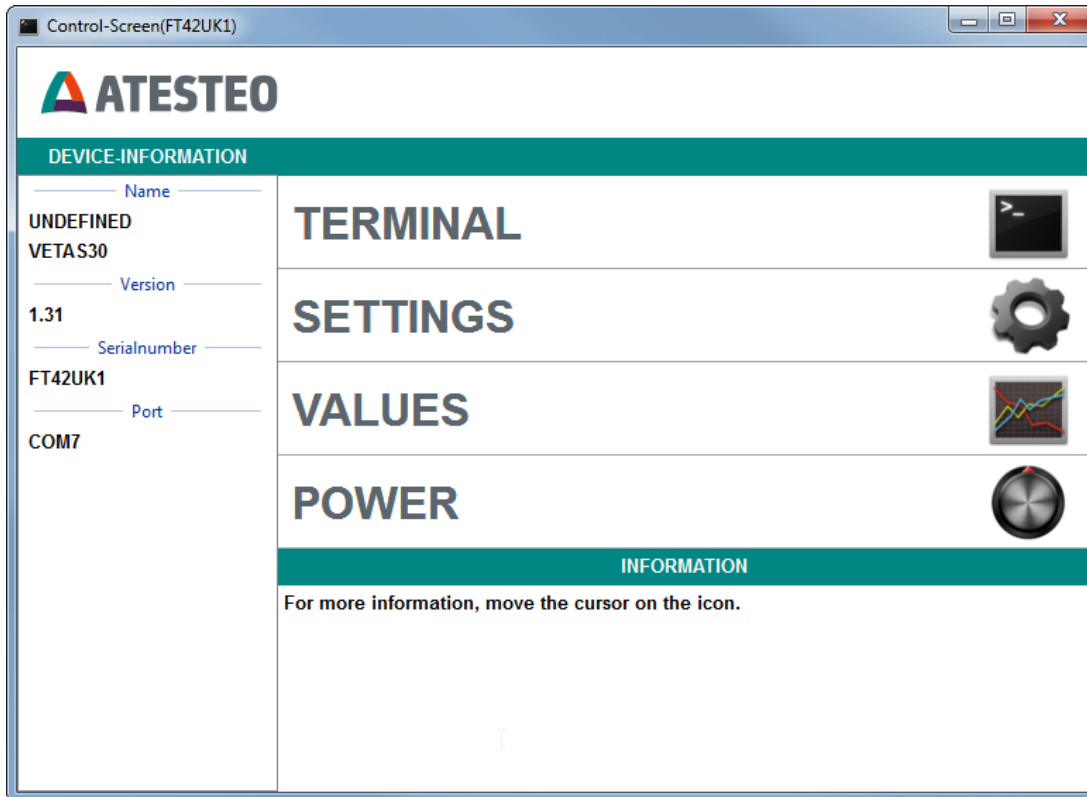 Control-Screen(FT42UK1)
ATESTEO
DEVICE-INFORMATION
Name
UNDEFINED
VETAS30
Version
1.31
Serialnumber
FT42UK1
Port
COM7
TERMINAL
>_
SETTINGS
VALUES
POWER
INFORMATION
For more information, move the cursor on the icon.